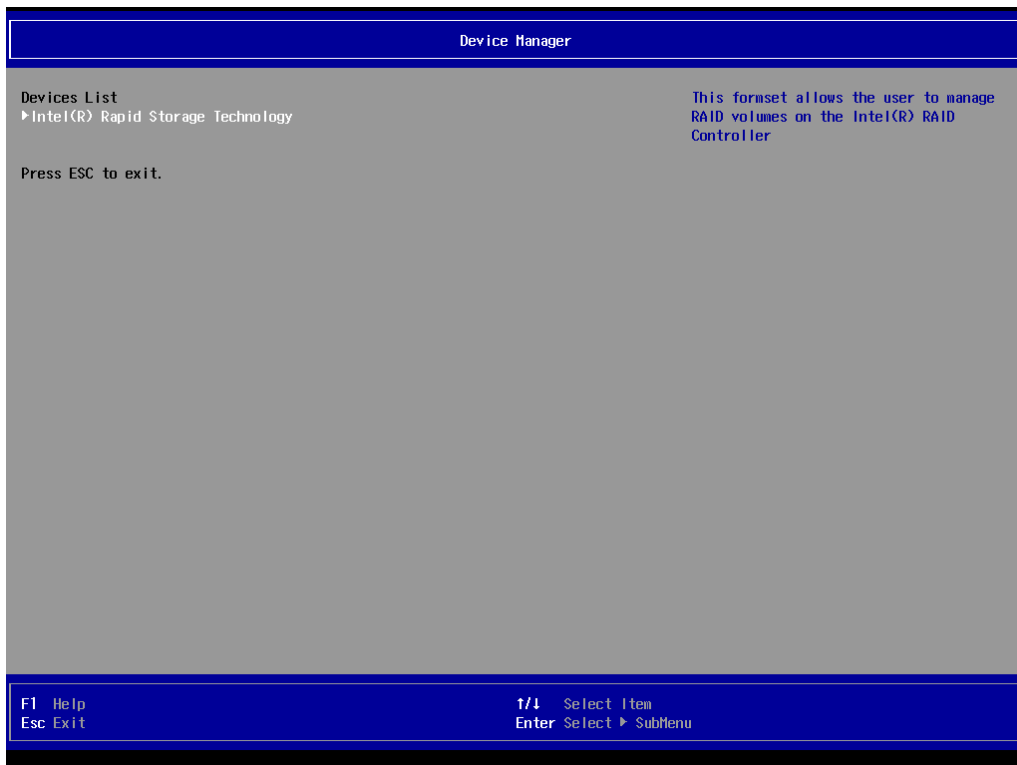 Device Manager
Devices List
▶Intel(R) Rapid Storage Technology
Press ESC to exit.
This formset allows the user to manage
RAID volumes on the Intel(R) RAID
Controller
F1 Help
Esc Exit
↑/↓ Select Item
Enter Select ▶ SubMenu